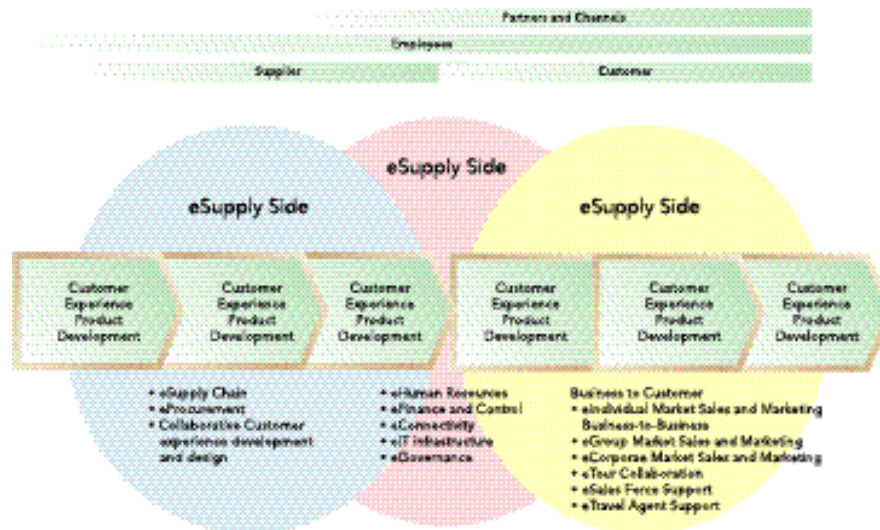 Partners and Channels
Employees
Supplier
Customer
eSupply Side
eSupply Side
eSupply Side
Customer
Experience
Product
Development
Customer
Experience
Product
Development
Customer
Experience
Product
Development
Customer
Experience
Product
Development
Customer
Experience
Product
Development
Customer
Experience
Product
Development
• eSupply Chain
• eProcurement
• Collaborative Customer
experience development
and design
• eHuman Resources
• eFinance and Control
• eConnectivity
• eIT infrastructure
• eGovernance
Business to Customer
• eIndividual Market Sales and Marketing
Business-to-Business
• eGroup Market Sales and Marketing
• eCorporae Market Sales and Marketing
• eTour Collaboration
• eSales Force Support
• eTravel Agent Support